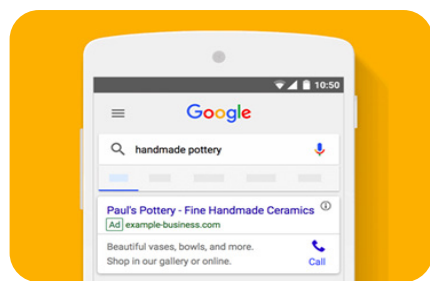 10:50
Google
handmade pottery
Paul's Pottery - Fine Handmade Ceramics
Ad example-business.com
Beautiful vases, bowls, and more.
Shop in our gallery or online.
Call